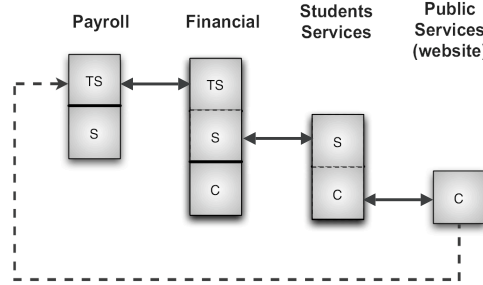 Payroll
Financial
Students
Services
Public
Services
(website)
TS
S
TS
S
C
S
C
C